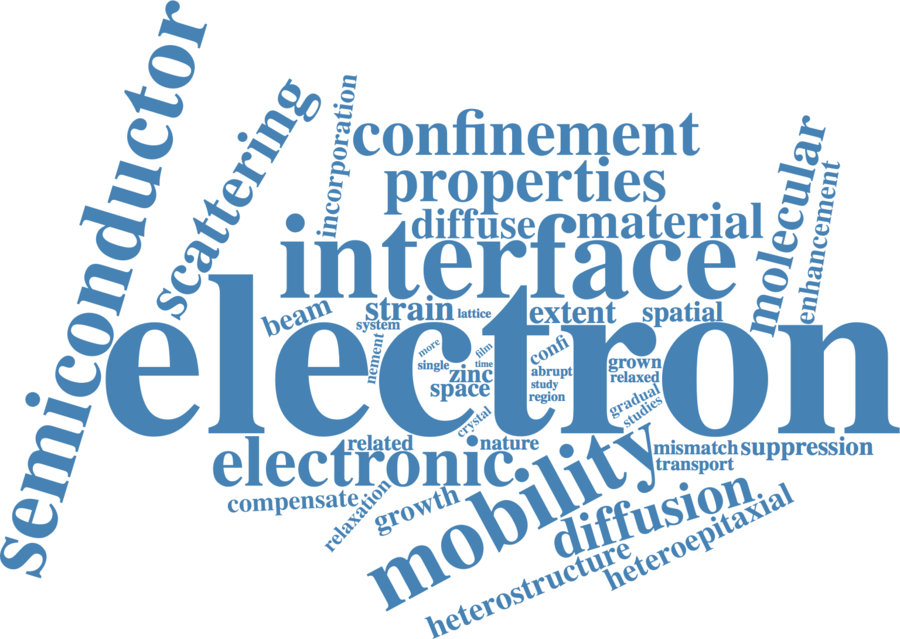 semiconductor
scattering
incorporation
confinement
properties
diffuse
material
molecular
enhancement
interface
beam
strain
lattice
extent
spatial
system
electron
nement
more
film
single
time
zinc
space
confi
abrupt
study
region
grown
relaxed
gradual
studies
crystal
related
nature
electronic
mobility
mismatch
suppression
transport
compensate
relaxation
growth
diffusion
heterostructure
heteroepitaxial